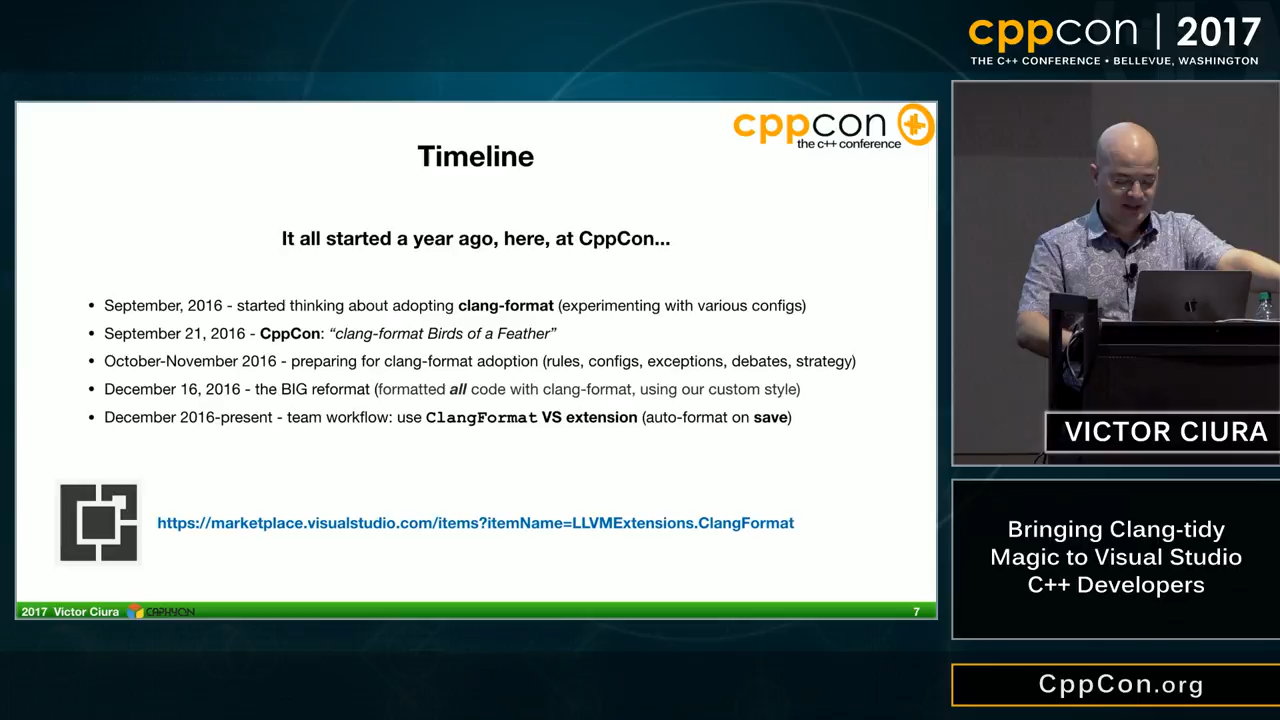 cppcon | 2017
THE C++ CONFERENCE • BELLEVUE, WASHINGTON
cppcon
the c++ conference
Timeline
It all started a year ago, here, at CppCon...
• September, 2016 - started thinking about adopting clang-format (experimenting with various configs)
• September 21, 2016 - CppCon: “clang-format Birds of a Feather”
• October-November 2016 - preparing for clang-format adoption (rules, configs, exceptions, debates, strategy)
• December 16, 2016 - the BIG reformat (formatted all code with clang-format, using our custom style)
• December 2016-present - team workflow: use ClangFormat VS extension (auto-format on save)
https://marketplace.visualstudio.com/items?itemName=LLVMExtensions.ClangFormat
2017 Victor Ciura CAPHYON 7
VICTOR CIURA
Bringing Clang-tidy
Magic to Visual Studio
C++ Developers
CppCon.org